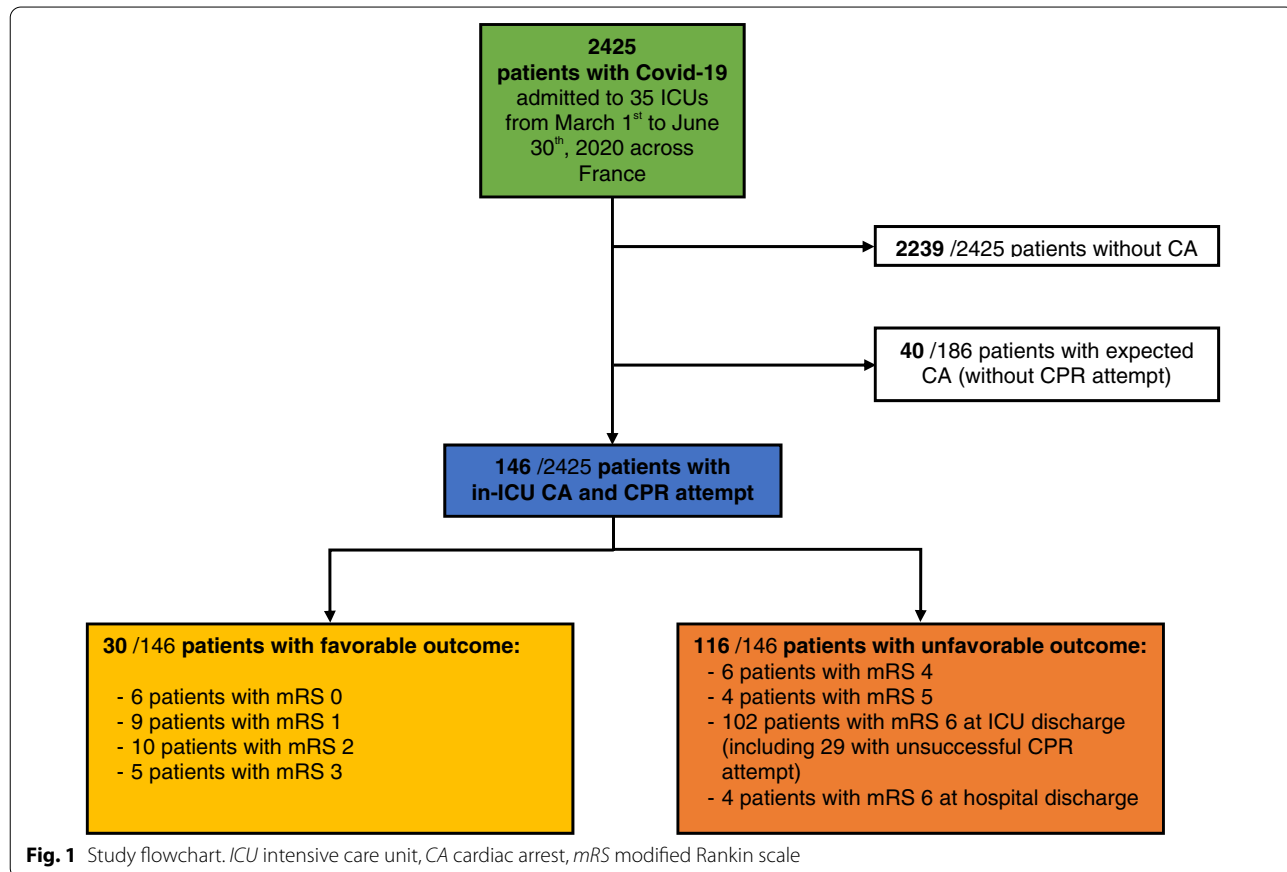 2425
patients with Covid-19
admitted to 35 ICUs
from March 1st to June
30th, 2020 across
France
2239 /2425 patients without CA
40 /186 patients with expected
CA (without CPR attempt)
146 /2425 patients with
in-ICU CA and CPR attempt
30 /146 patients with favorable outcome:
- 6 patients with mRS 0
- 9 patients with mRS 1
- 10 patients with mRS 2
- 5 patients with mRS 3
116 /146 patients with unfavorable outcome:
- 6 patients with mRS 4
- 4 patients with mRS 5
- 102 patients with mRS 6 at ICU discharge
(including 29 with unsuccessful CPR
attempt)
- 4 patients with mRS 6 at hospital discharge
Fig. 1 Study flowchart. ICU intensive care unit, CA cardiac arrest, mRS modified Rankin scale